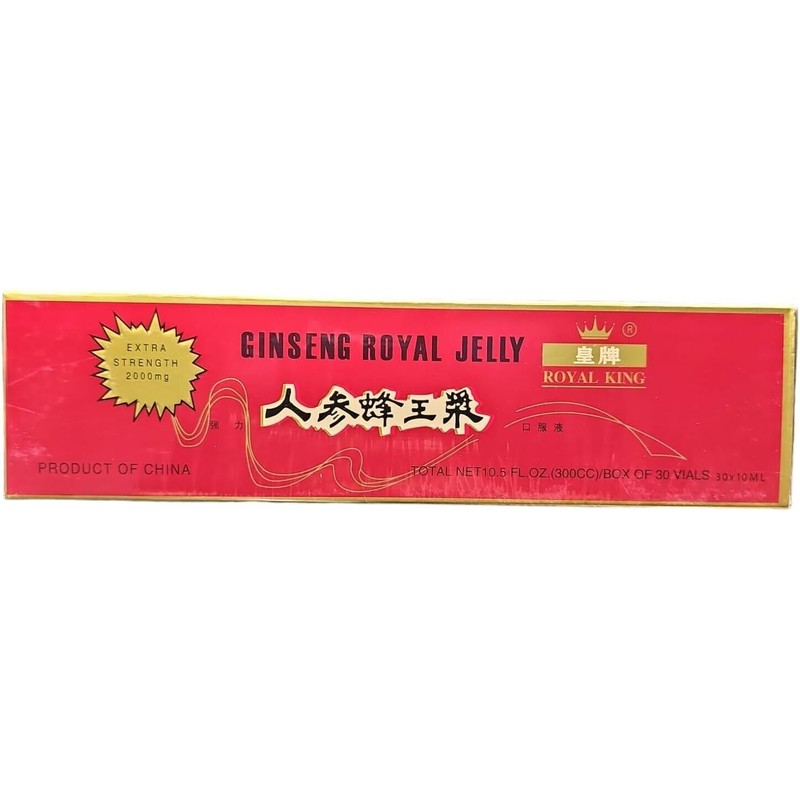 EXTRA
STRENGTH
2000mg
GINSENG ROYAL JELLY
®
皇牌
ROYAL KING
强力
人参蜂王浆
口服液
PRODUCT OF CHINA
TOTAL NET10.5 FL.OZ.(300CC)/BOX OF 30 VIALS 30x10ML